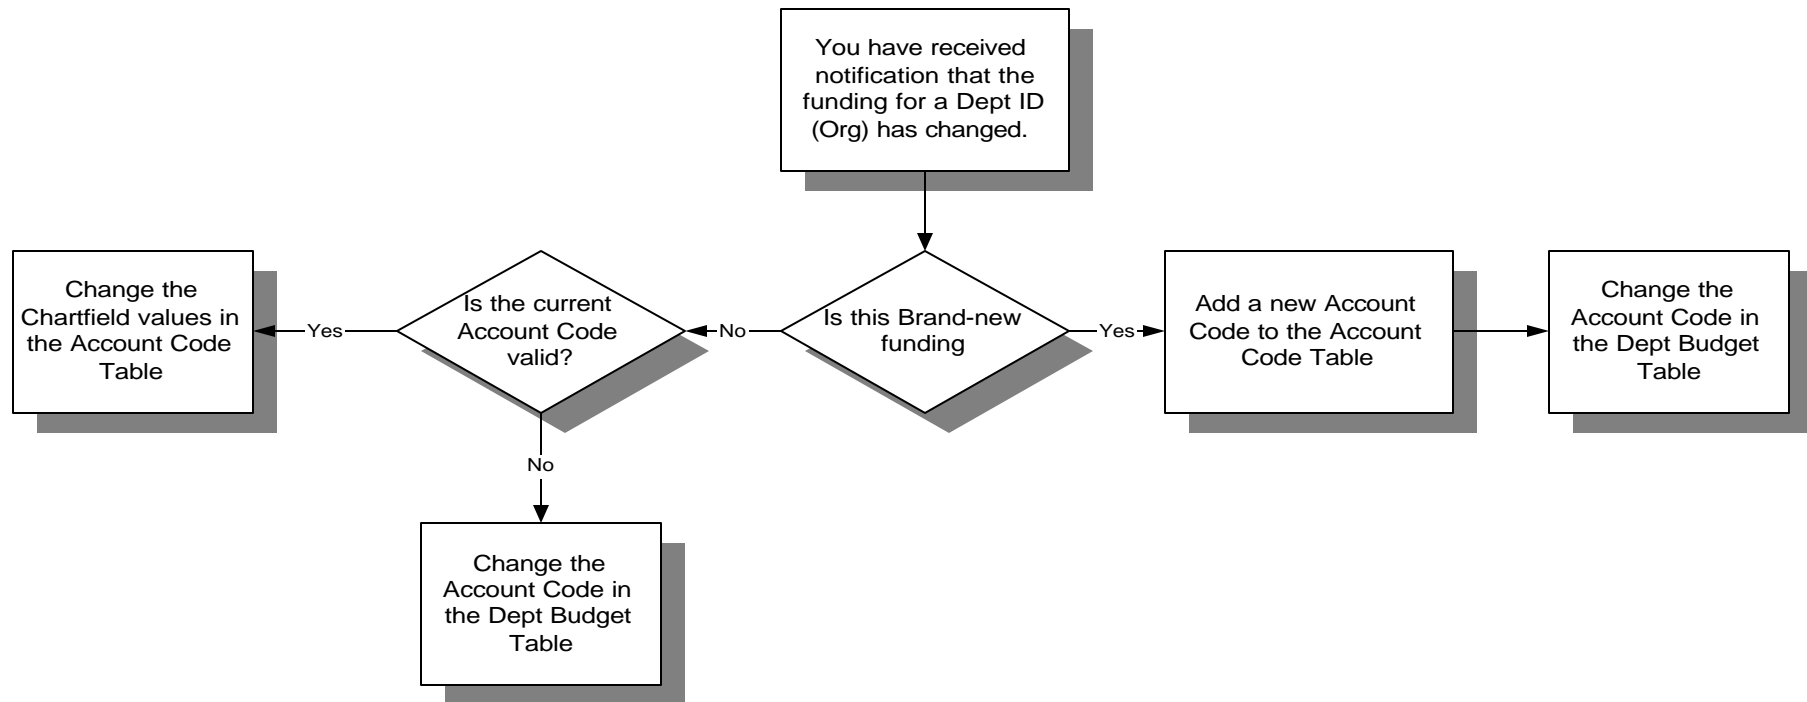 You have received
notification that the
funding for a Dept ID
(Org) has changed.
Change the
Chartfield values in
the Account Code
Table
Yes
Is the current
Account Code
valid?
No
Is this Brand-new
funding
Yes
Add a new Account
Code to the Account
Code Table
Change the
Account Code in
the Dept Budget
Table
No
Change the
Account Code in
the Dept Budget
Table